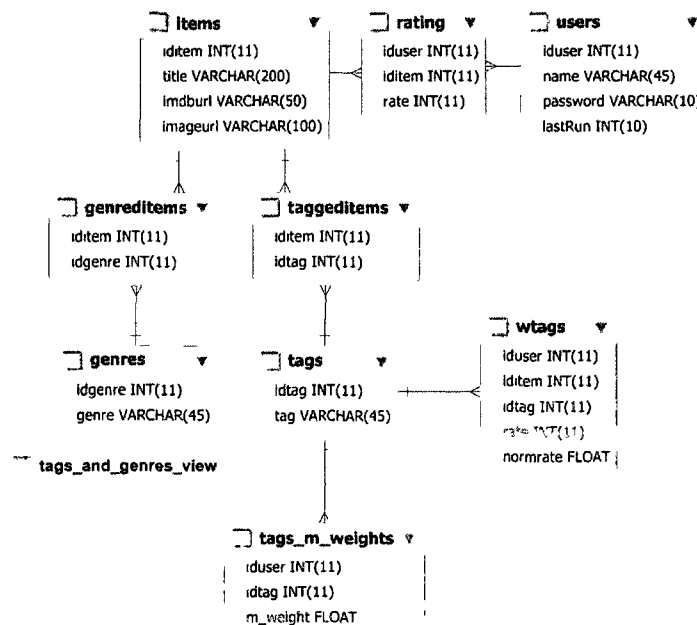 items
iditem INT(11)
title VARCHAR(200)
imdburl VARCHAR(50)
imageurl VARCHAR(100)
rating
iduser INT(11)
iditem INT(11)
rate INT(11)
users
iduser INT(11)
name VARCHAR(45)
password VARCHAR(10)
lastRun INT(10)
genreditems
iditem INT(11)
idgenre INT(11)
taggeditems
iditem INT(11)
idtag INT(11)
genres
idgenre INT(11)
genre VARCHAR(45)
tags
idtag INT(11)
tag VARCHAR(45)
wtags
iduser INT(11)
iditem INT(11)
idtag INT(11)
rate INT(11)
normrate FLOAT
tags_and_genres_view
tags_m_weights
iduser INT(11)
idtag INT(11)
m_weight FLOAT